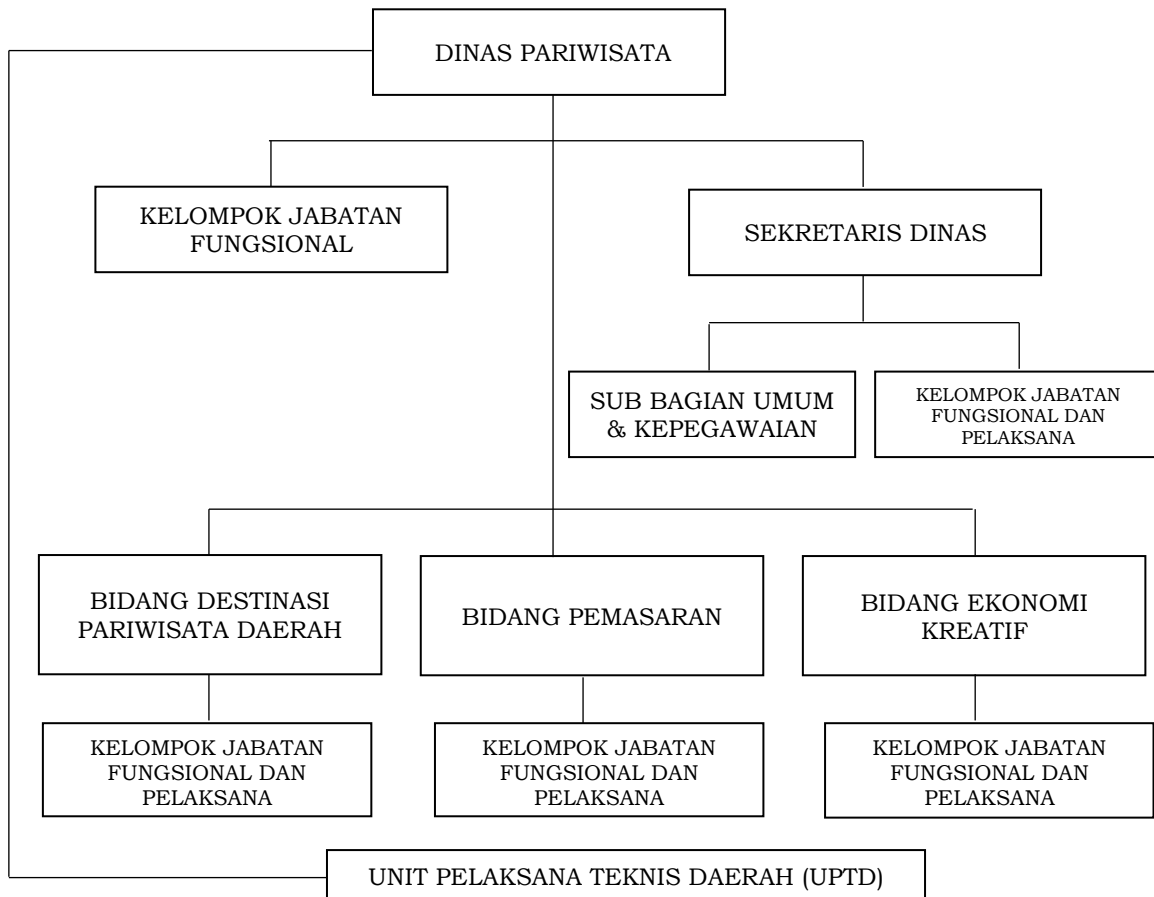 DINAS PARIWISATA
KELOMPOK JABATAN
FUNGSIONAL
SEKRETARIS DINAS
SUB BAGIAN UMUM
& KEPEGAWAIAN
KELOMPOK JABATAN
FUNGSIONAL DAN
PELAKSANA
BIDANG DESTINASI
PARIWISATA DAERAH
BIDANG PEMASARAN
BIDANG EKONOMI
KREATIF
KELOMPOK JABATAN
FUNGSIONAL DAN
PELAKSANA
KELOMPOK JABATAN
FUNGSIONAL DAN
PELAKSANA
KELOMPOK JABATAN
FUNGSIONAL DAN
PELAKSANA
UNIT PELAKSANA TEKNIS DAERAH (UPTD)